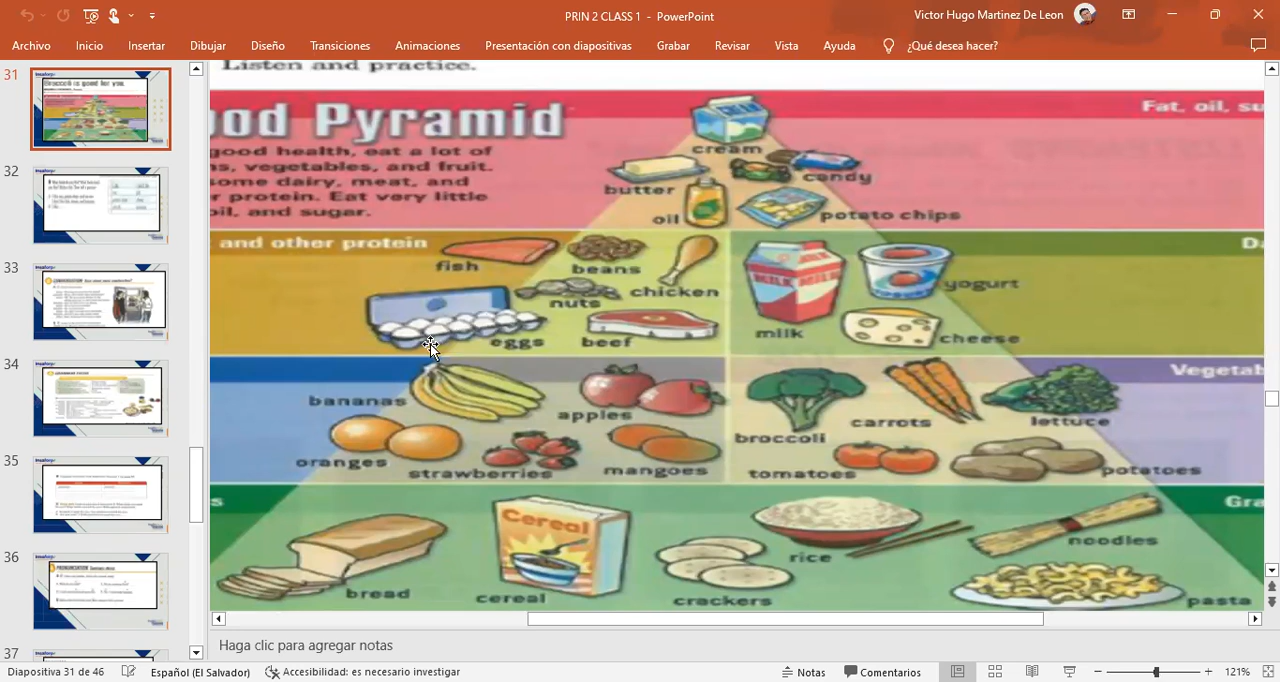 PRIN 2 CLASS 1 - PowerPoint
Victor Hugo Martinez De Leon
Archivo Inicio Insertar Dibujar Diseño Transiciones Animaciones Presentación con diapositivas Grabar Revisar Vista Ayuda ¿Qué desea hacer?
31
32
33
34
35
36
37
Broccoli is good for you.
Listen and practice.
ood Pyramid
Fat, oil, su
good health, eat a lot of
s, vegetables, and fruit.
some dairy, meat, and
r protein. Eat very little
oil, and sugar.
cream
butter
candy
oil
potato chips
and other protein
Da
fish
beans
nuts
chicken
eggs
beef
milk
yogurt
cheese
Vegetab
bananas
apples
oranges
strawberries
mangoes
broccoli
carrots
lettuce
tomatoes
potatoes
s
Gra
bread
Cereal
cereal
crackers
rice
noodles
pasta
MILK
Haga clic para agregar notas
Diapositiva 31 de 46
Español (El Salvador)
Accesibilidad: es necesario investigar
Notas
Comentarios
121%